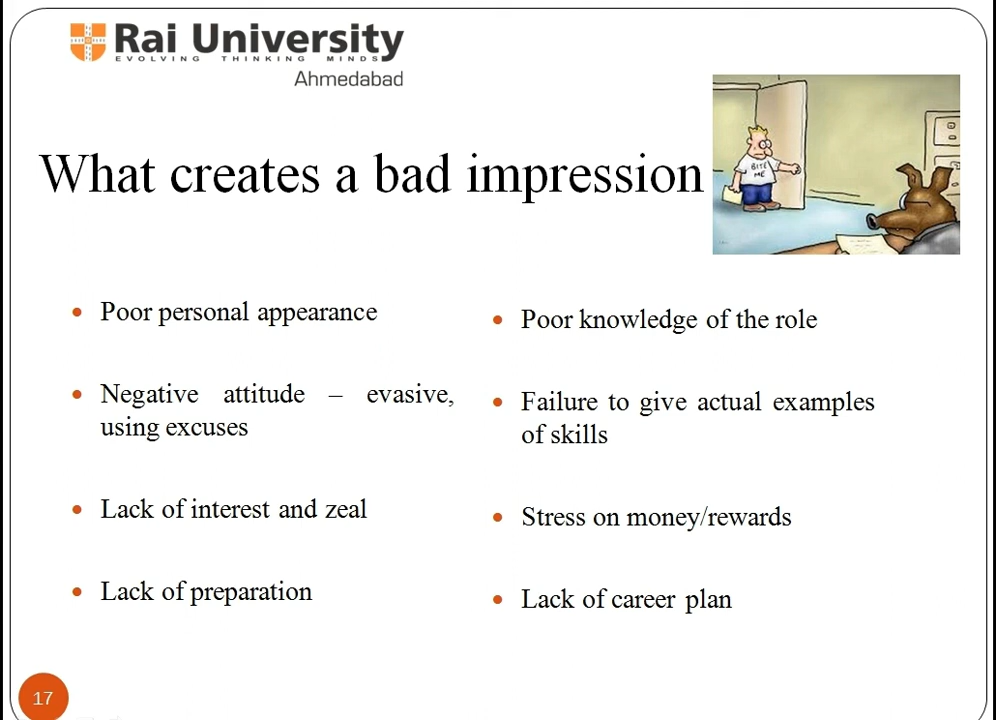 Rai University
EVOLVING THINKING MINDS
Ahmedabad
What creates a bad impression
BITE
ME
• Poor personal appearance
• Negative attitude – evasive,
using excuses
• Lack of interest and zeal
• Lack of preparation
• Poor knowledge of the role
• Failure to give actual examples
of skills
• Stress on money/rewards
• Lack of career plan
17